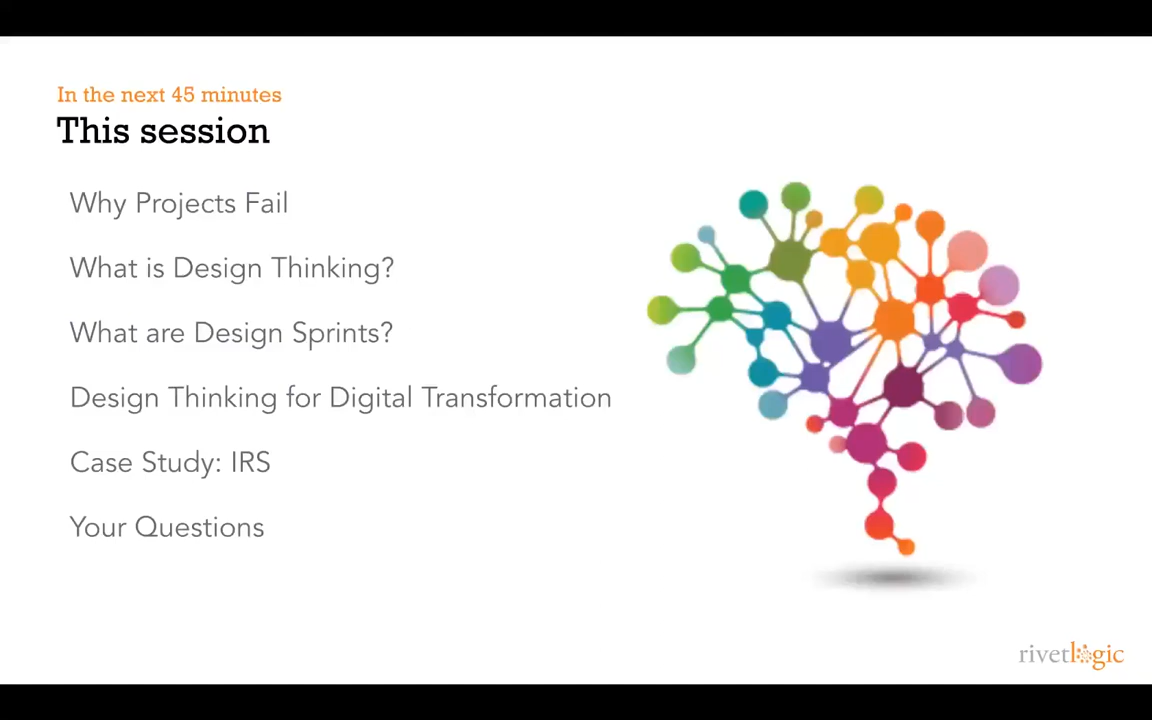 In the next 45 minutes
This session
Why Projects Fail
What is Design Thinking?
What are Design Sprints?
Design Thinking for Digital Transformation
Case Study: IRS
Your Questions
rivetlogic